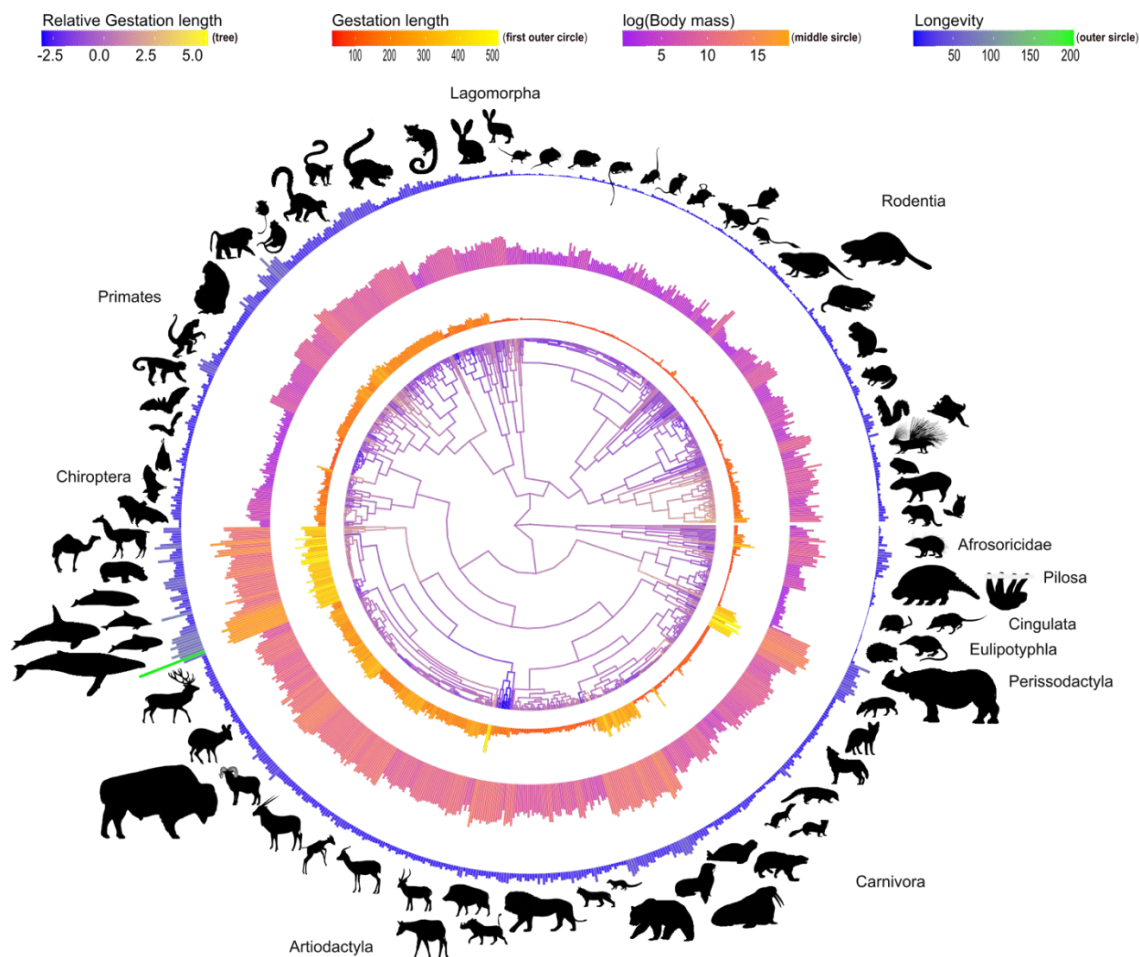 Relative Gestation length
-2.5 0.0 2.5 5.0
(tree)
Gestation length
100 200 300 400 500
(first outer circle)
log(Body mass)
5 10 15
(middle sircle)
Longevity
50 100 150 200
(outer sircle)
Lagomorpha
Rodentia
Primates
Chiroptera
Afrosoricidae
Pilosa
Cingulata
Eulipotyphla
Perissodactyla
Carnivora
Artiodactyla